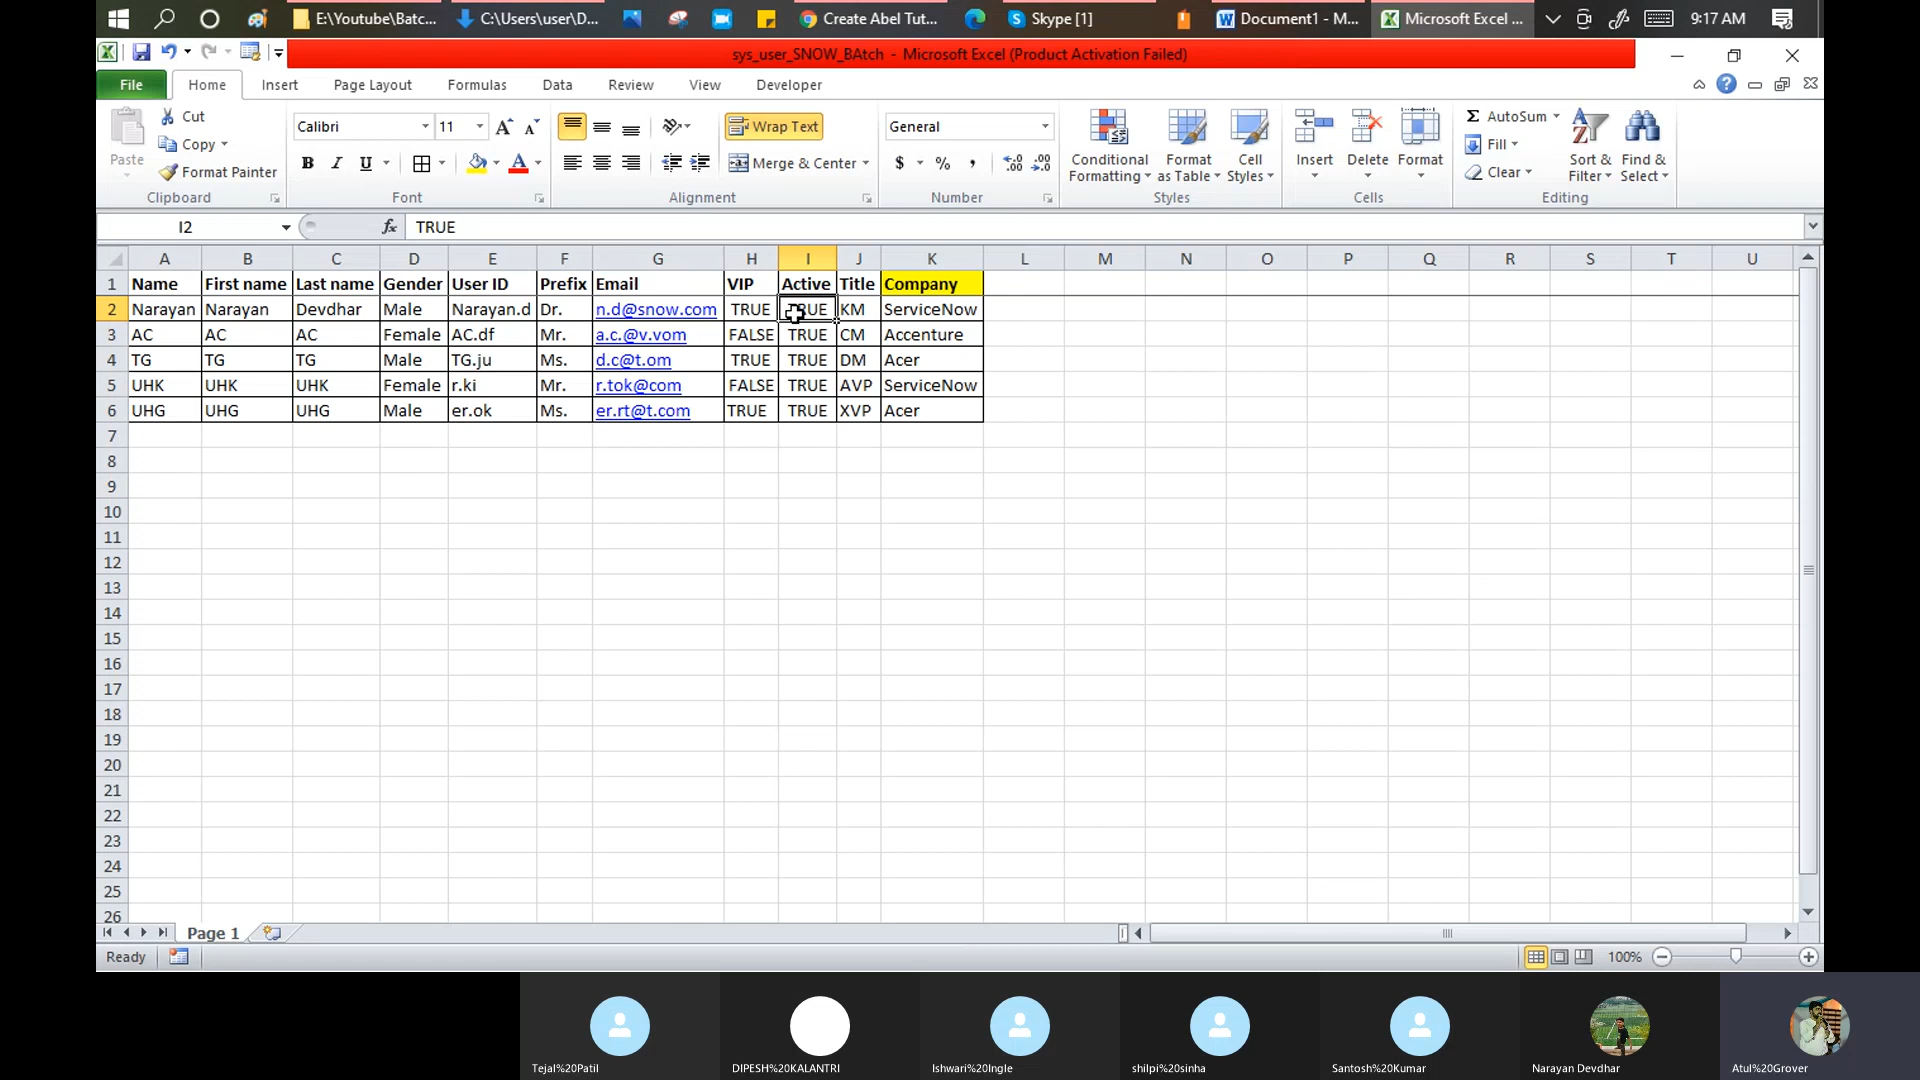 E:\Youtube\Batc... C:\Users\user\D... Create Abel Tut... Skype [1] Document1 - M... Microsoft Excel ... 9:17 AM
sys_user_SNOW_BAtch - Microsoft Excel (Product Activation Failed)
File Home Insert Page Layout Formulas Data Review View Developer
Paste Cut Copy Format Painter Clipboard
Calibri 11 B I U A Font
Wrap Text Merge & Center Alignment
General $ % , Number
Conditional Formatting Format as Table Cell Styles Styles
Insert Delete Format Cells
Σ AutoSum Fill Clear Sort & Filter Find & Select Editing
I2 fx TRUE
A B C D E F G H I J K L M N O P Q R S T U
1 Name First name Last name Gender User ID Prefix Email VIP Active Title Company
2 Narayan Narayan Devdhar Male Narayan.d Dr. n.d@snow.com TRUE TRUE KM ServiceNow
3 AC AC AC Female AC.df Mr. a.c.@v.vom FALSE TRUE CM Accenture
4 TG TG TG Male TG.ju Ms. d.c@t.om TRUE TRUE DM Acer
5 UHK UHK UHK Female r.ki Mr. r.tok@com FALSE TRUE AVP ServiceNow
6 UHG UHG UHG Male er.ok Ms. er.rt@t.com TRUE TRUE XVP Acer
7
8
9
10
11
12
13
14
15
16
17
18
19
20
21
22
23
24
25
26
Page 1
Ready 100%
Tejal%20Patil DIPESH%20KALANTRI Ishwari%20Ingle shilpi%20sinha Santosh%20Kumar Narayan Devdhar Atul%20Grover